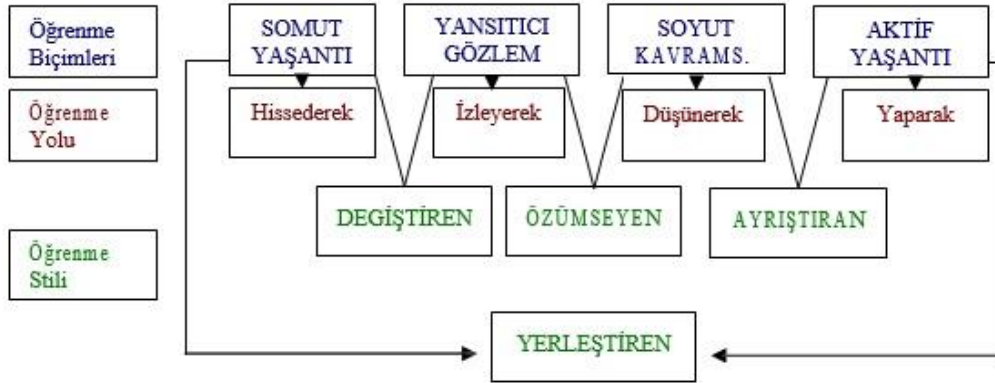 Öğrenme
Biçimleri
SOMUT
YAŞANTI
YANSITICI
GÖZLEM
SOYUT
KAVRAMS.
AKTİF
YAŞANTI
Öğrenme
Yolu
Hissederek
İzleyerek
Düşünerek
Yaparak
DEGİŞTİREN
ÖZÜMSEYEN
AYRIŞTIRAN
Öğrenme
Stili
YERLEŞTİREN